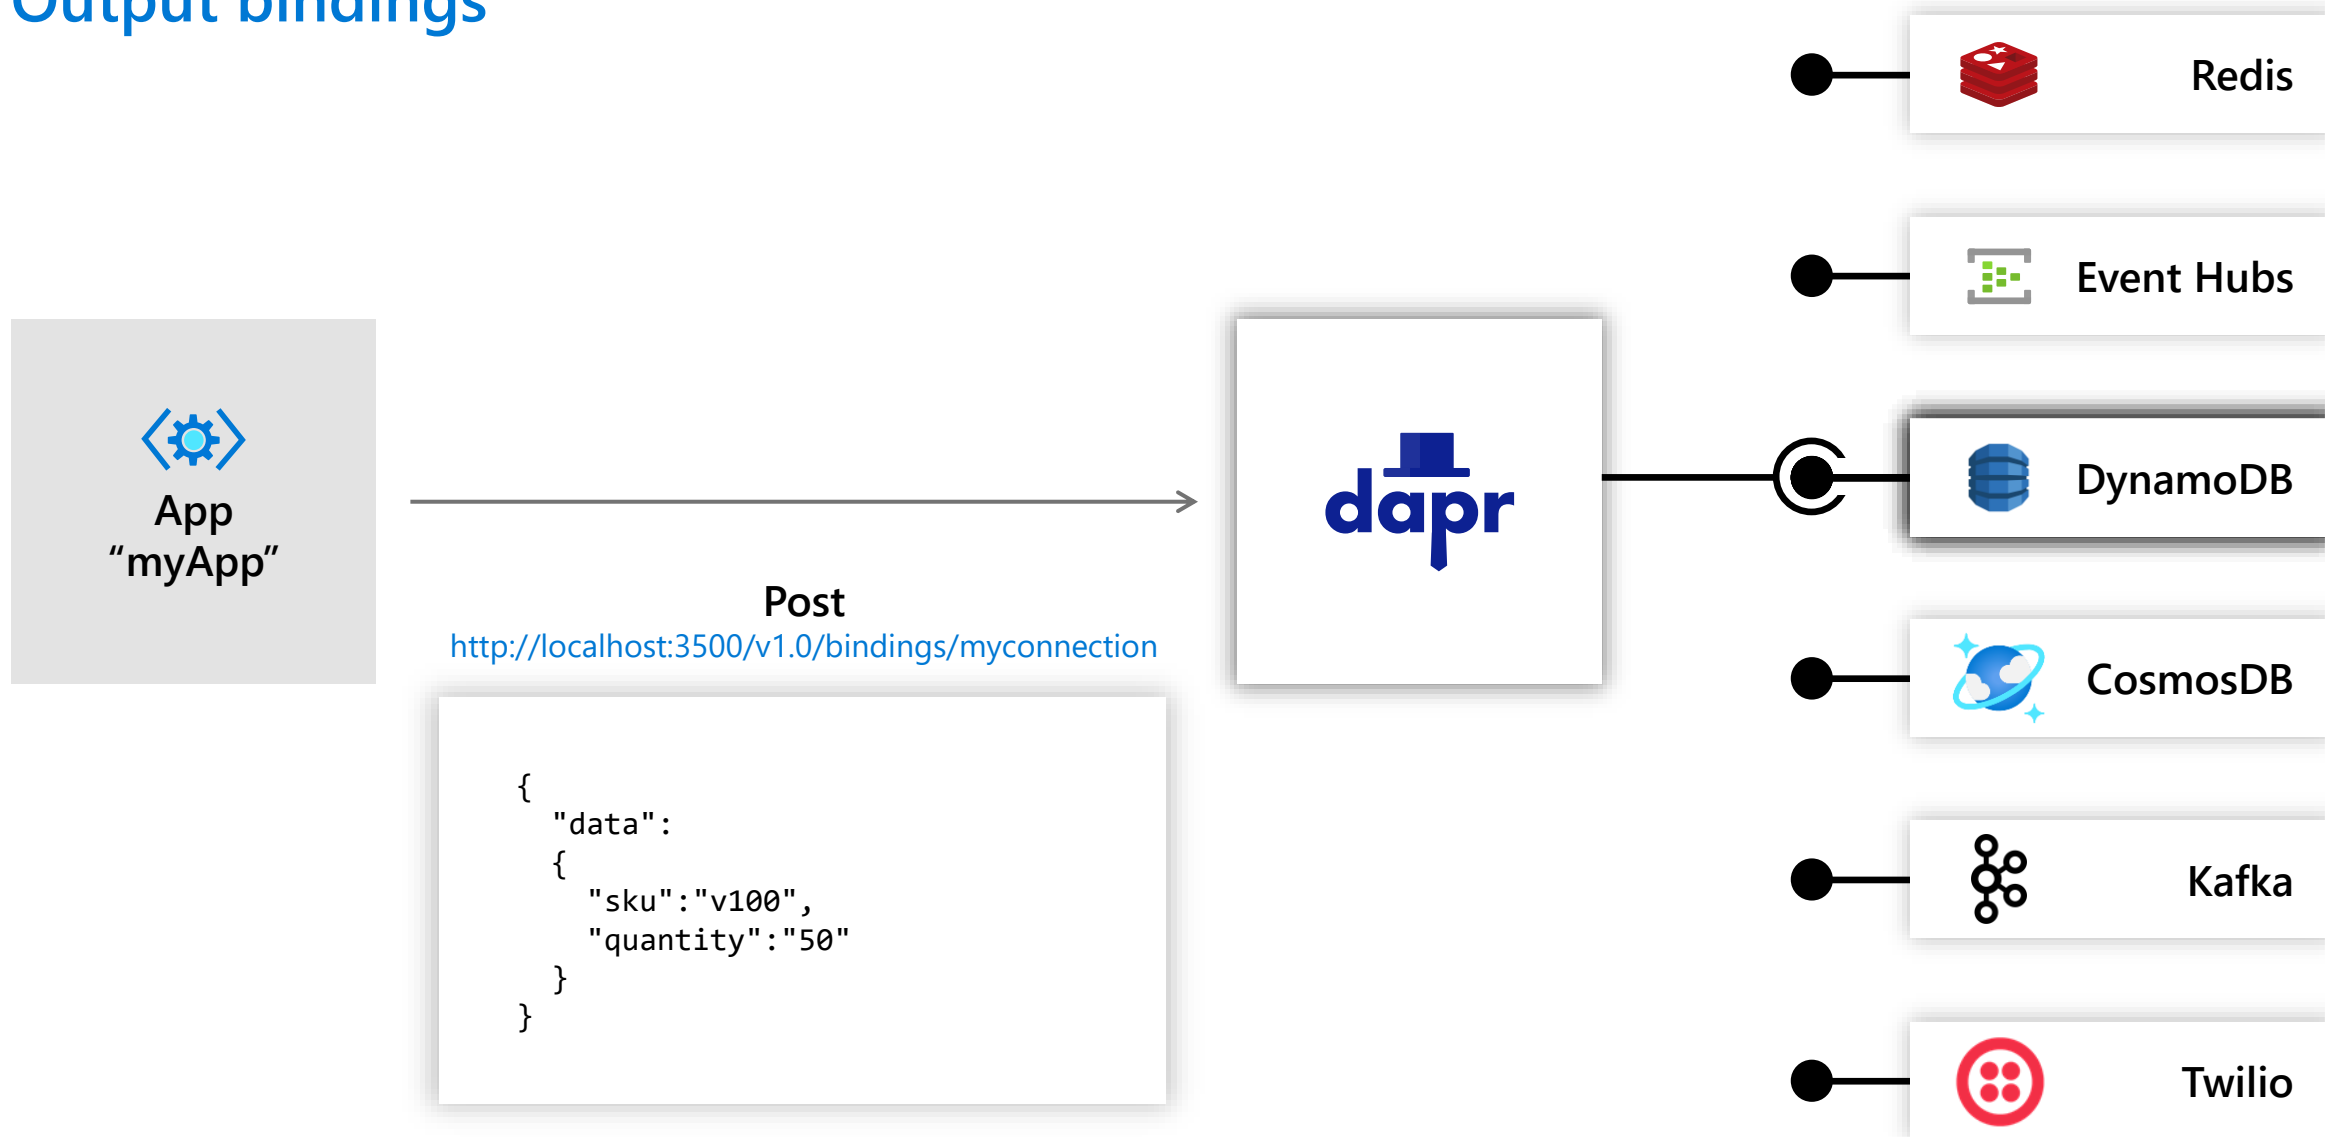 Output bindings
App
“myApp”
Post
http://localhost:3500/v1.0/bindings/myconnection
{
"data":
{
"sku":"v100",
"quantity":"50"
}
}
dapr
Redis
Event Hubs
DynamoDB
CosmosDB
Kafka
Twilio